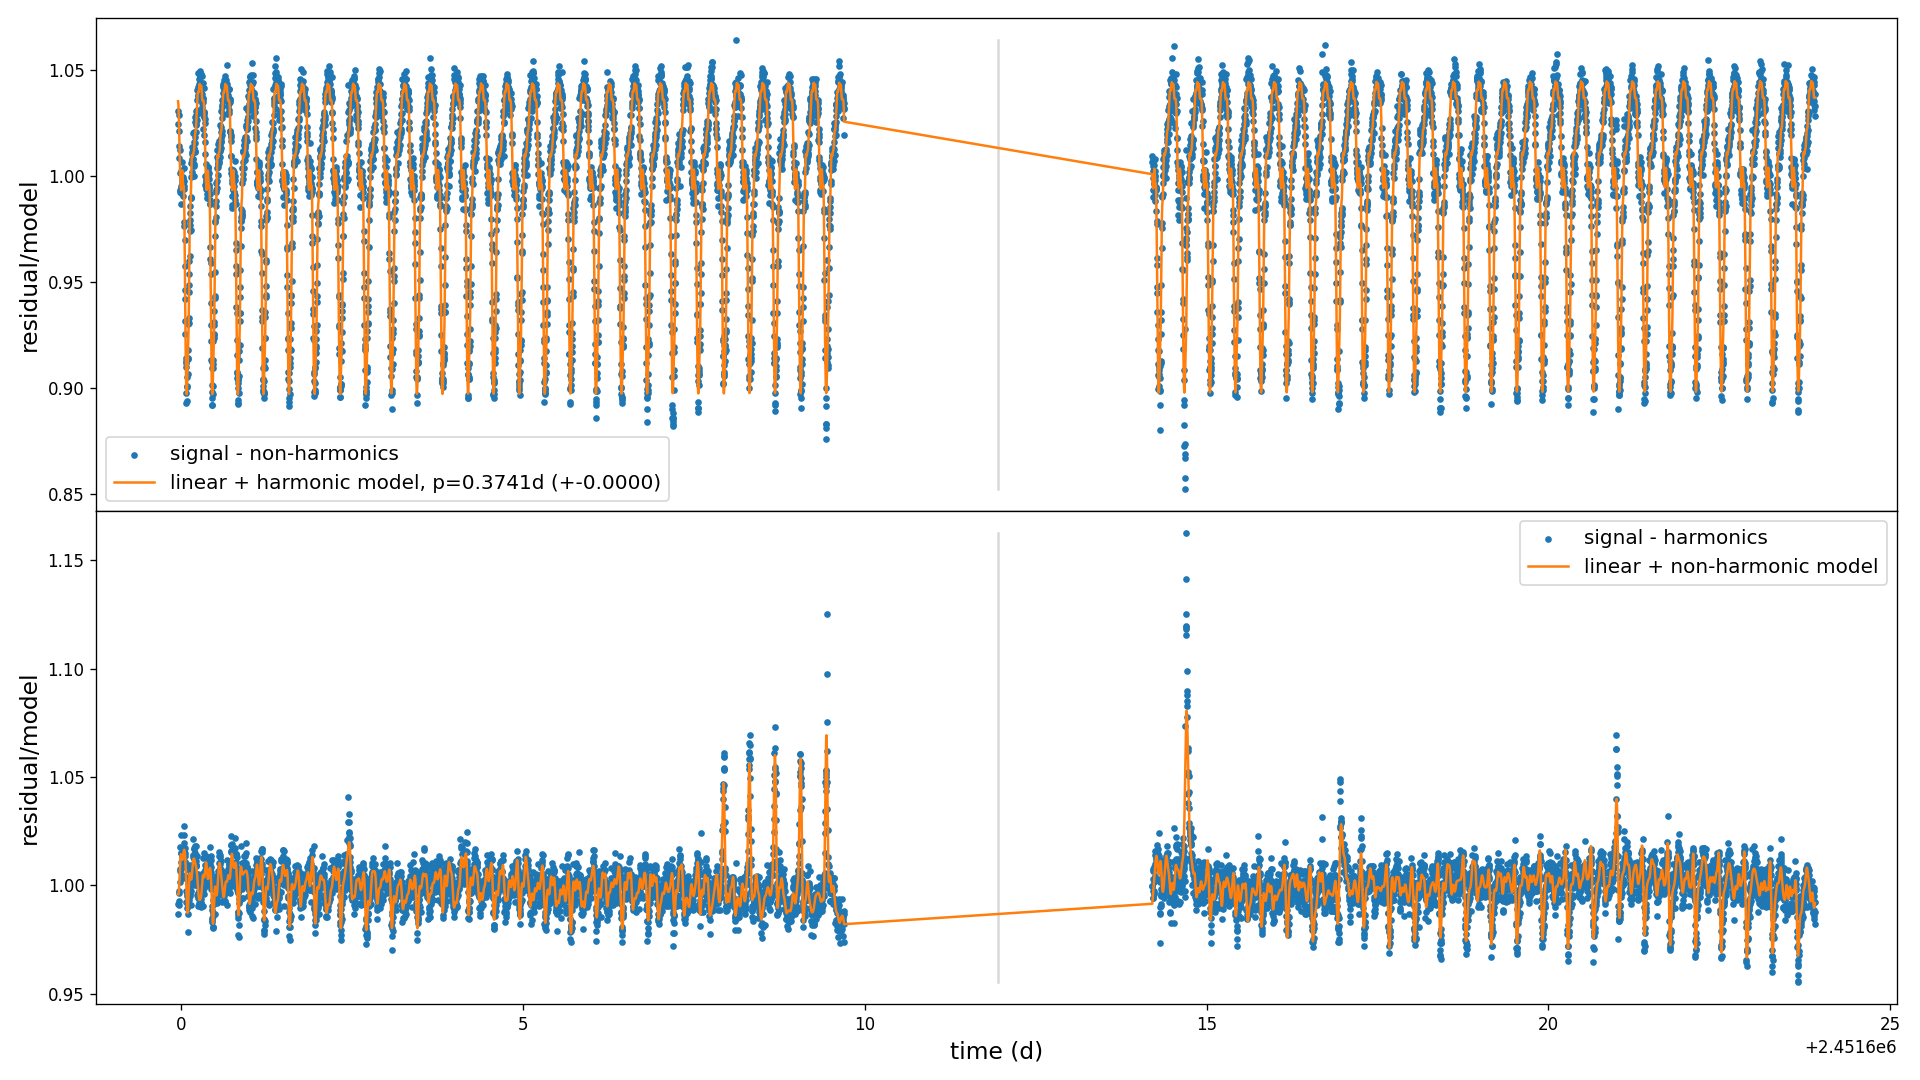 1.05
1.00
0.95
0.90
0.85
residual/model
signal - non-harmonics
linear + harmonic model, p=0.3741d (+-0.0000)
1.15
1.10
1.05
1.00
0.95
residual/model
signal - harmonics
linear + non-harmonic model
0 5 10 15 20 25
time (d)
+2.4516e6